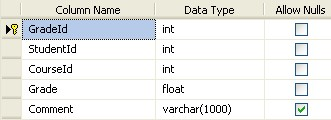 Column Name Data Type Allow Nulls
GradeId int
StudentId int
CourseId int
Grade float
Comment varchar(1000)